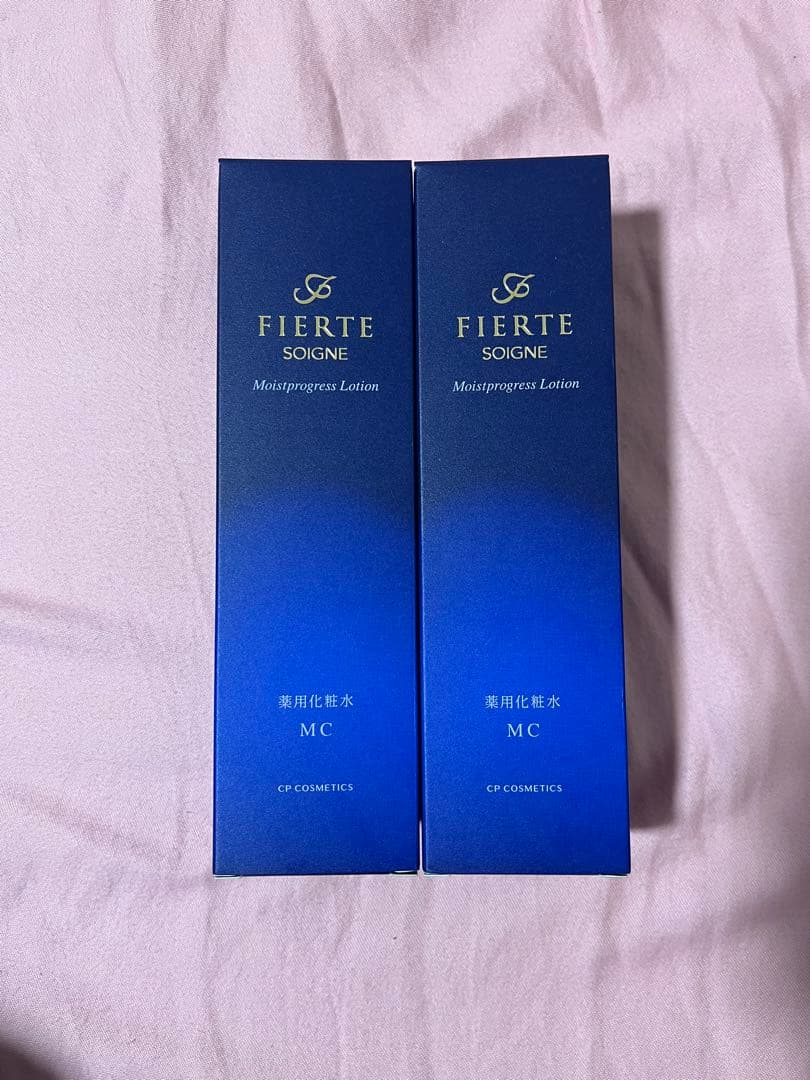 FIERTE
SOIGNE
Moistprogress Lotion
薬用化粧水
MC
CP COSMETICS
FIERTE
SOIGNE
Moistprogress Lotion
薬用化粧水
MC
CP COSMETICS